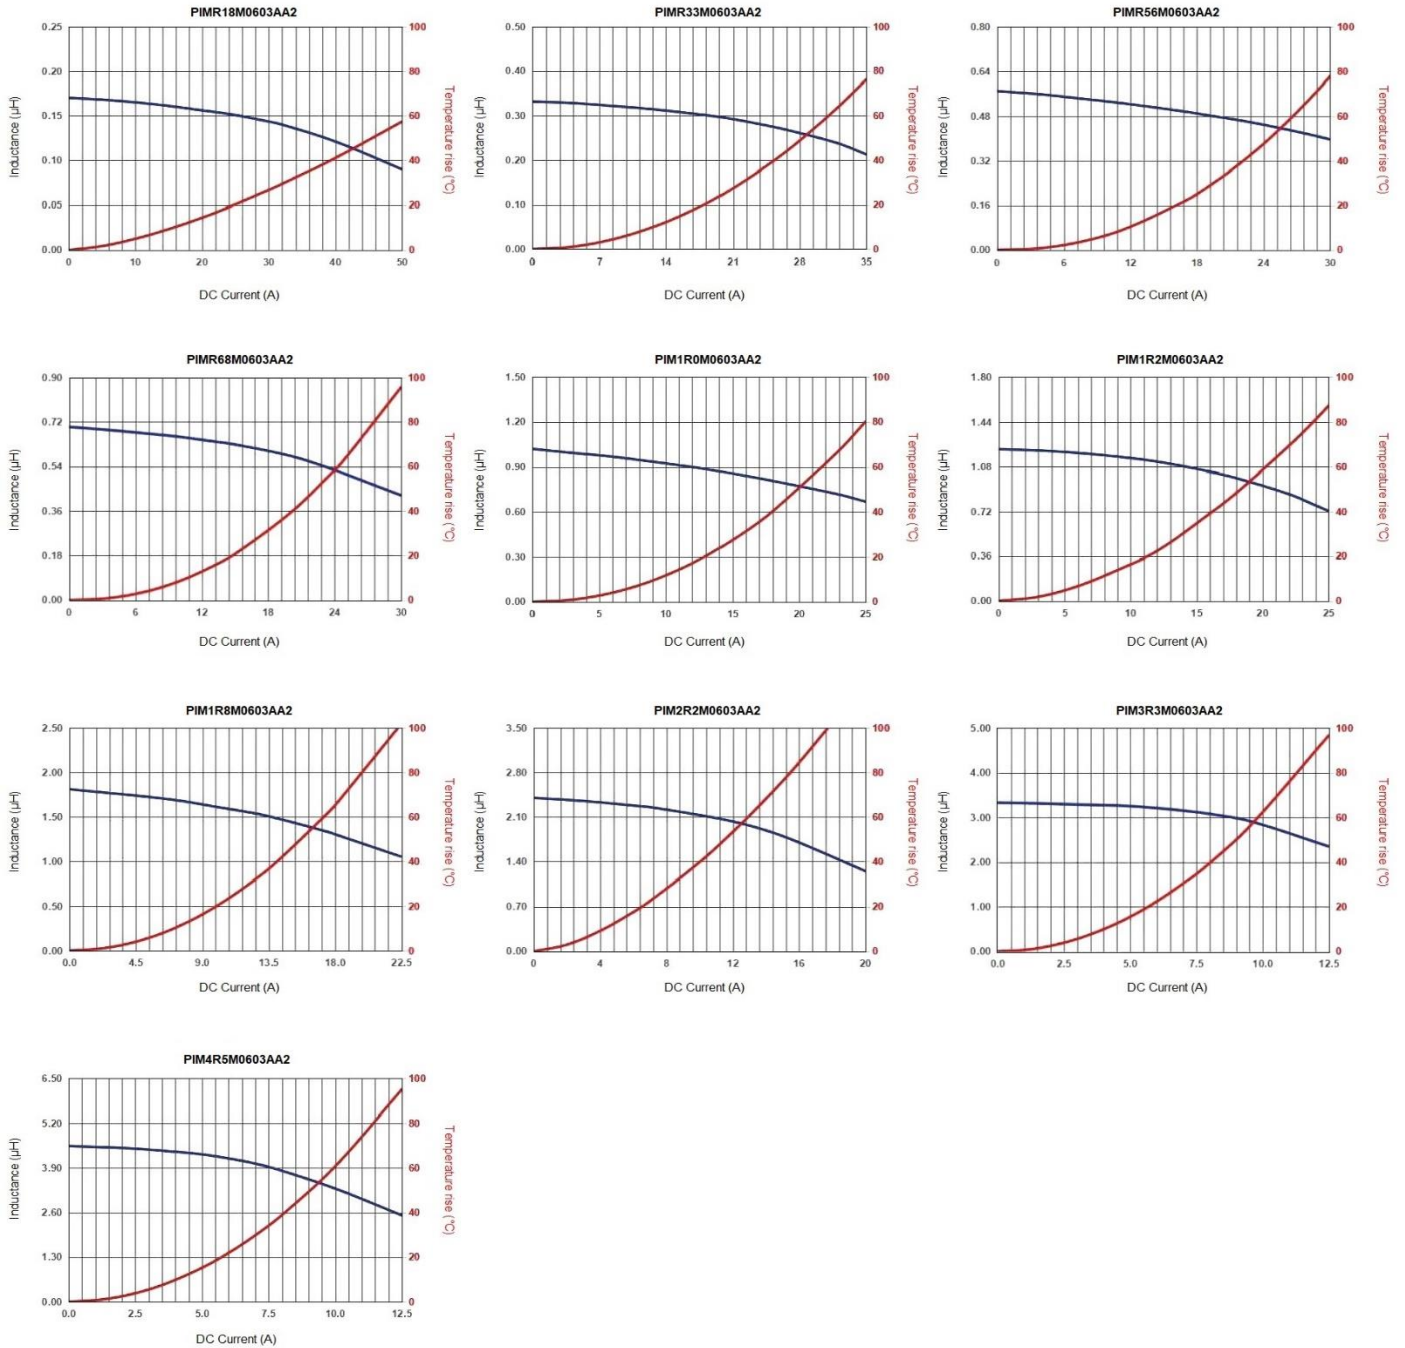 PIMR18M0603AA2
0.25
0.20
0.15
0.10
0.05
0.00
100
80
60
40
20
0
0 10 20 30 40 50
Inductance (µH)
Temperature rise (°C)
DC Current (A)
PIMR33M0603AA2
0.50
0.40
0.30
0.20
0.10
0.00
100
80
60
40
20
0
0 7 14 21 28 35
Inductance (µH)
Temperature rise (°C)
DC Current (A)
PIMR56M0603AA2
0.80
0.64
0.48
0.32
0.16
0.00
100
80
60
40
20
0
0 6 12 18 24 30
Inductance (µH)
Temperature rise (°C)
DC Current (A)
PIMR68M0603AA2
0.90
0.72
0.54
0.36
0.18
0.00
100
80
60
40
20
0
0 6 12 18 24 30
Inductance (µH)
Temperature rise (°C)
DC Current (A)
PIM1R0M0603AA2
1.50
1.20
0.90
0.60
0.30
0.00
100
80
60
40
20
0
0 5 10 15 20 25
Inductance (µH)
Temperature rise (°C)
DC Current (A)
PIM1R2M0603AA2
1.80
1.44
1.08
0.72
0.36
0.00
100
80
60
40
20
0
0 5 10 15 20 25
Inductance (µH)
Temperature rise (°C)
DC Current (A)
PIM1R8M0603AA2
2.50
2.00
1.50
1.00
0.50
0.00
100
80
60
40
20
0
0.0 4.5 9.0 13.5 18.0 22.5
Inductance (µH)
Temperature rise (°C)
DC Current (A)
PIM2R2M0603AA2
3.50
2.80
2.10
1.40
0.70
0.00
100
80
60
40
20
0
0 4 8 12 16 20
Inductance (µH)
Temperature rise (°C)
DC Current (A)
PIM3R3M0603AA2
5.00
4.00
3.00
2.00
1.00
0.00
100
80
60
40
20
0
0.0 2.5 5.0 7.5 10.0 12.5
Inductance (µH)
Temperature rise (°C)
DC Current (A)
PIM4R5M0603AA2
6.50
5.20
3.90
2.60
1.30
0.00
100
80
60
40
20
0
0.0 2.5 5.0 7.5 10.0 12.5
Inductance (µH)
Temperature rise (°C)
DC Current (A)